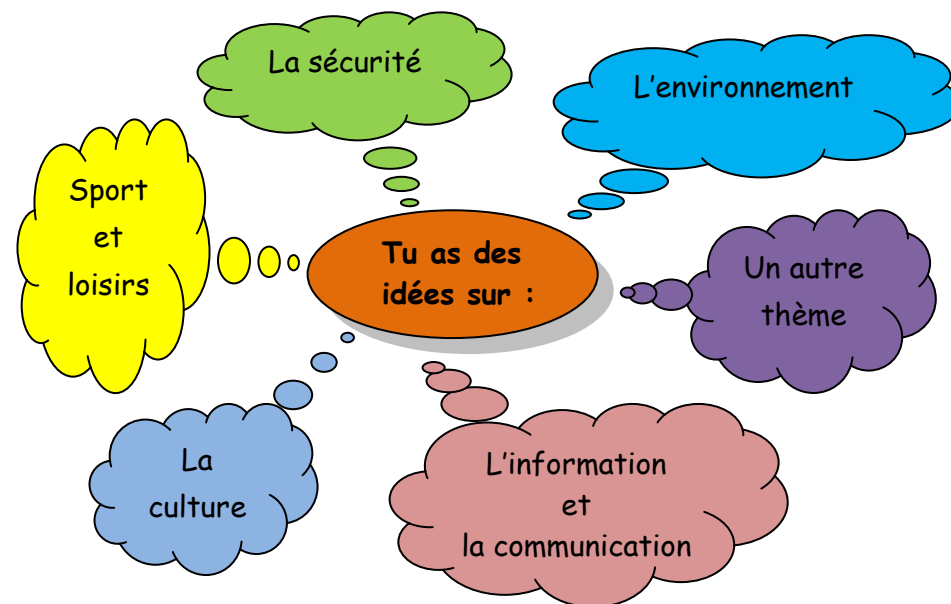 La sécurité
L'environnement
Sport
et
loisirs
Tu as des
idées sur :
Un autre
thème
La
culture
L'information
et
la communication